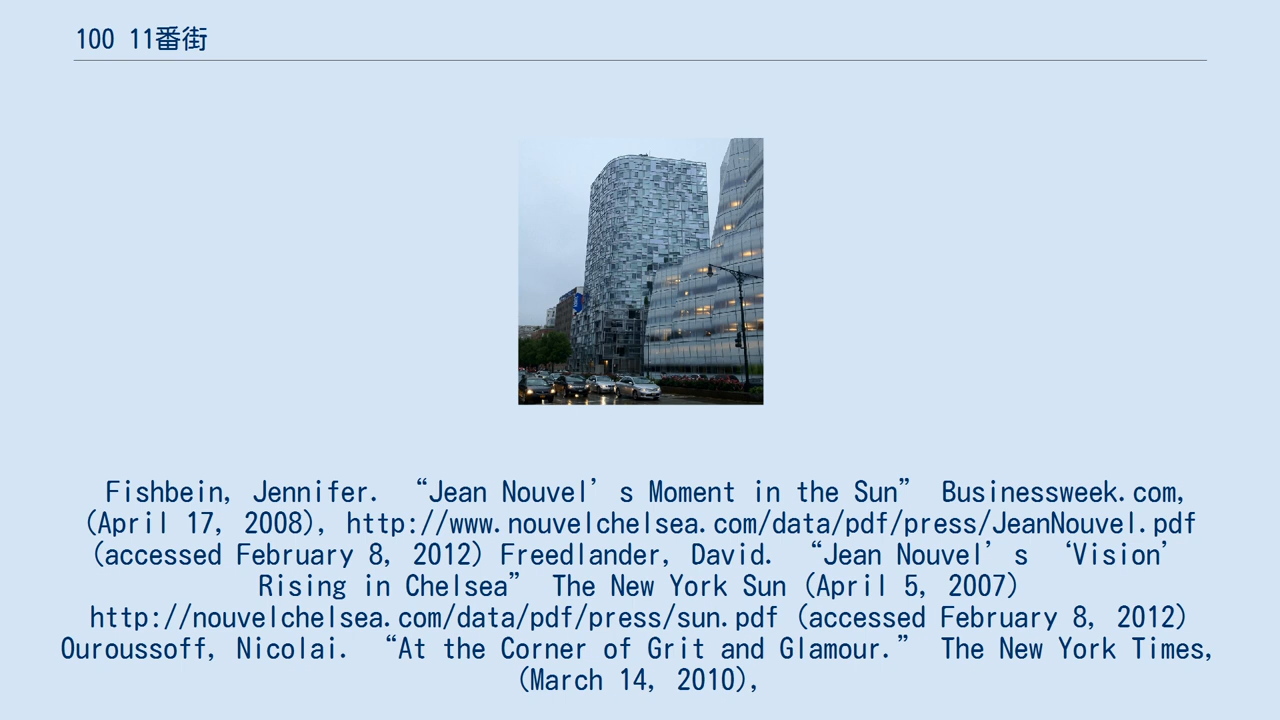 100 11番街
Fishbein, Jennifer. “Jean Nouvel’s Moment in the Sun” Businessweek.com,
(April 17, 2008), http://www.nouvelchelsea.com/data/pdf/press/JeanNouvel.pdf
(accessed February 8, 2012) Freedlander, David. “Jean Nouvel’s ‘Vision’
Rising in Chelsea” The New York Sun (April 5, 2007)
http://nouvelchelsea.com/data/pdf/press/sun.pdf (accessed February 8, 2012)
Ouroussoff, Nicolai. “At the Corner of Grit and Glamour.” The New York Times,
(March 14, 2010),